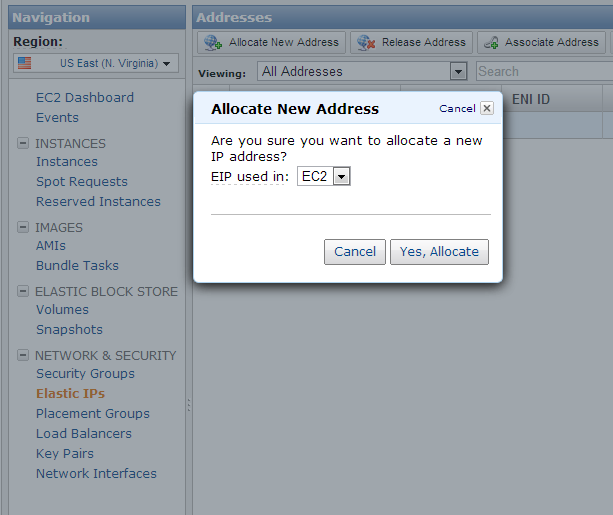 Navigation
Region:
US East (N. Virginia)
EC2 Dashboard
Events
INSTANCES
Instances
Spot Requests
Reserved Instances
IMAGES
AMIs
Bundle Tasks
ELASTIC BLOCK STORE
Volumes
Snapshots
NETWORK & SECURITY
Security Groups
Elastic IPs
Placement Groups
Load Balancers
Key Pairs
Network Interfaces
Addresses
Allocate New Address Release Address Associate Address
Viewing: All Addresses Search
ENI ID
Allocate New Address Cancel
Are you sure you want to allocate a new
IP address?
EIP used in: EC2
Cancel Yes, Allocate